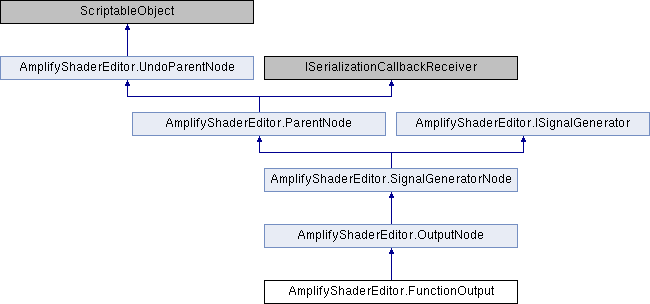 ScriptableObject
AmplifyShaderEditor.UndoParentNode
ISerializationCallbackReceiver
AmplifyShaderEditor.ParentNode
AmplifyShaderEditor.ISignalGenerator
AmplifyShaderEditor.SignalGeneratorNode
AmplifyShaderEditor.OutputNode
AmplifyShaderEditor.FunctionOutput